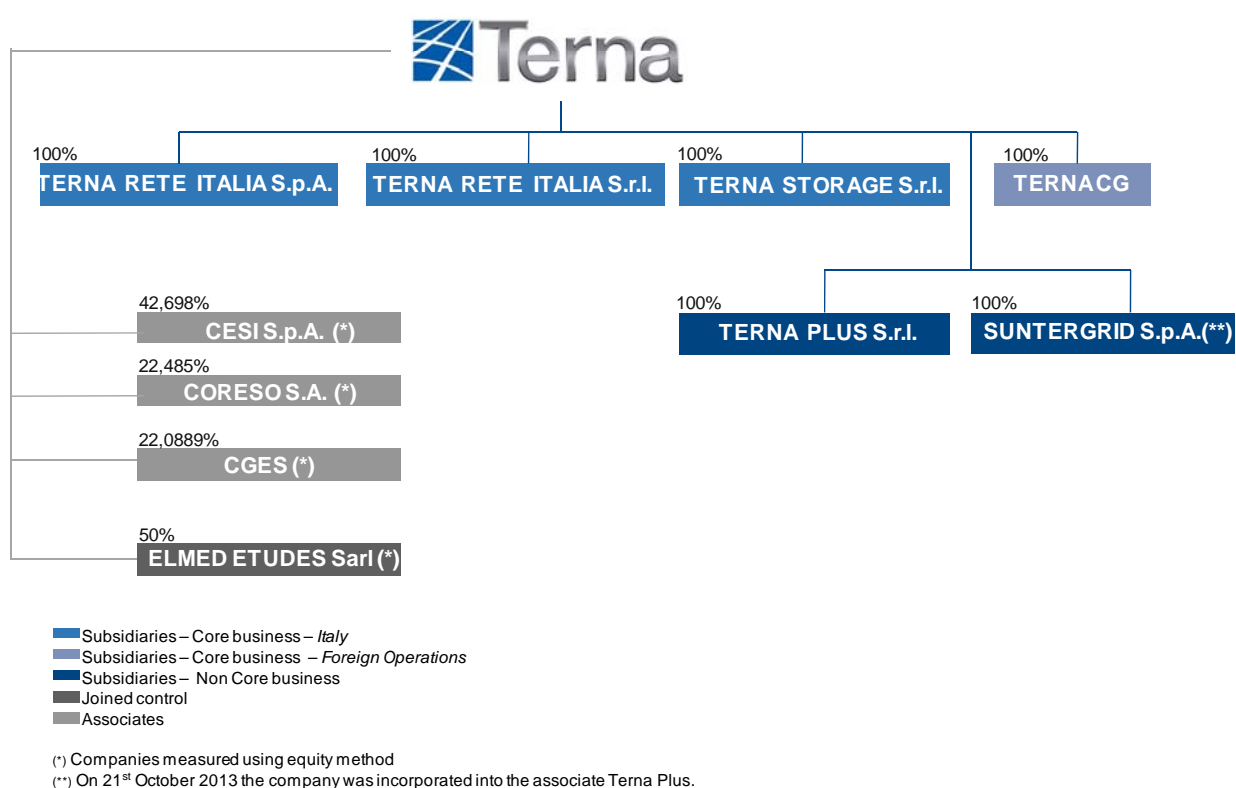 Terna
100%
TERNA RETE ITALIA S.p.A.
100%
TERNA RETE ITALIA S.r.l.
100%
TERNA STORAGE S.r.l.
100%
TERNACG
42,698%
CESI S.p.A. (*)
22,485%
CORESO S.A. (*)
22,0889%
CGES (*)
50%
ELMED ETUDES Sarl (*)
100%
TERNA PLUS S.r.l.
100%
SUNTERGRID S.p.A.(**)
Subsidiaries – Core business – Italy
Subsidiaries – Core business – Foreign Operations
Subsidiaries – Non Core business
Joined control
Associates
(*) Companies measured using equity method
(**) On 21st October 2013 the company was incorporated into the associate Terna Plus.